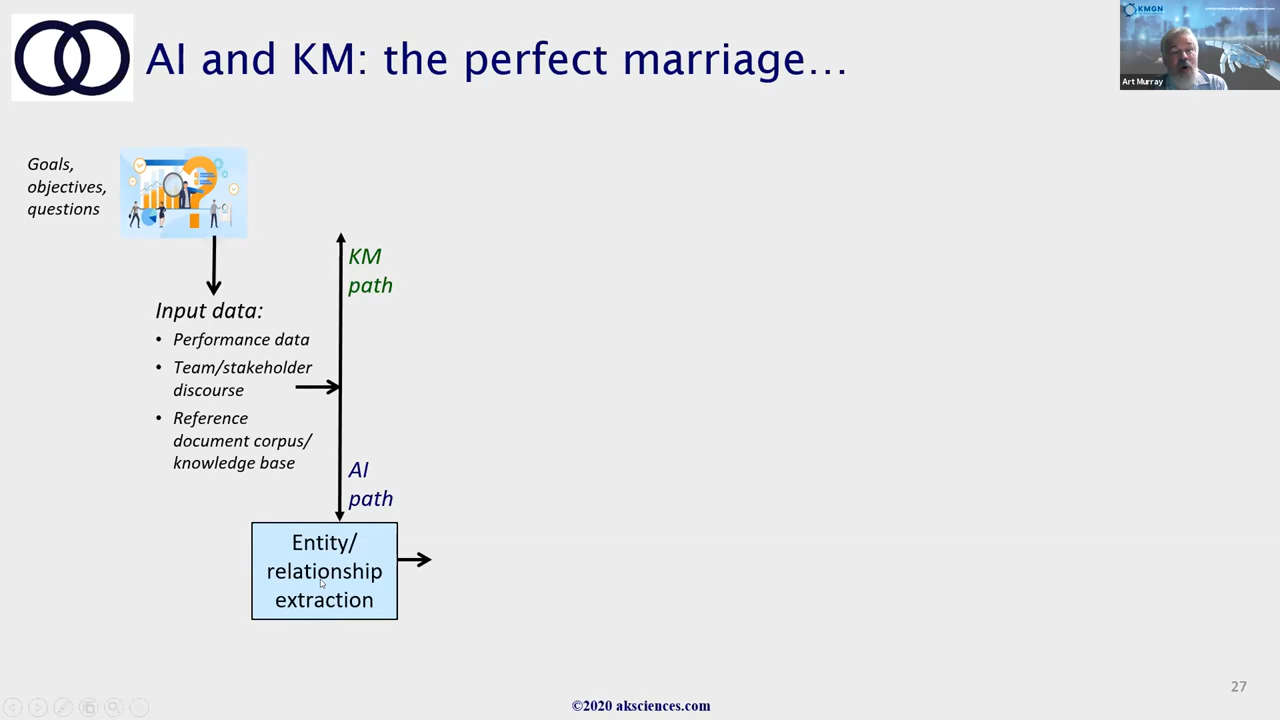 AI and KM: the perfect marriage…
KMGN
Art Murray
Goals,
objectives,
questions
KM
path
Input data:
• Performance data
• Team/stakeholder
discourse
• Reference
document corpus/
knowledge base
AI
path
Entity/
relationship
extraction
27
©2020 aksciences.com